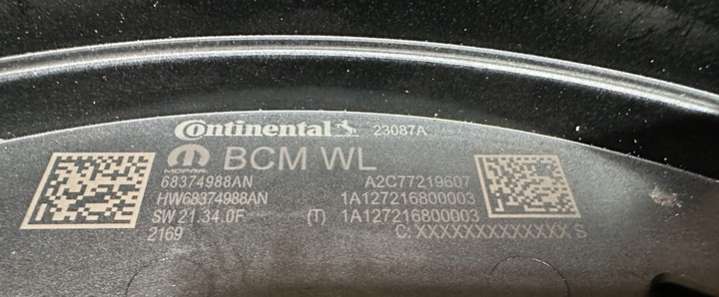 Continental 23087A
MOPAR BCM WL
68374988AN A2C77219607
HW68374988AN 1A127216800003
SW 21.34.0F (T) 1A127216800003
2169 C: XXXXXXXXXXXXX S